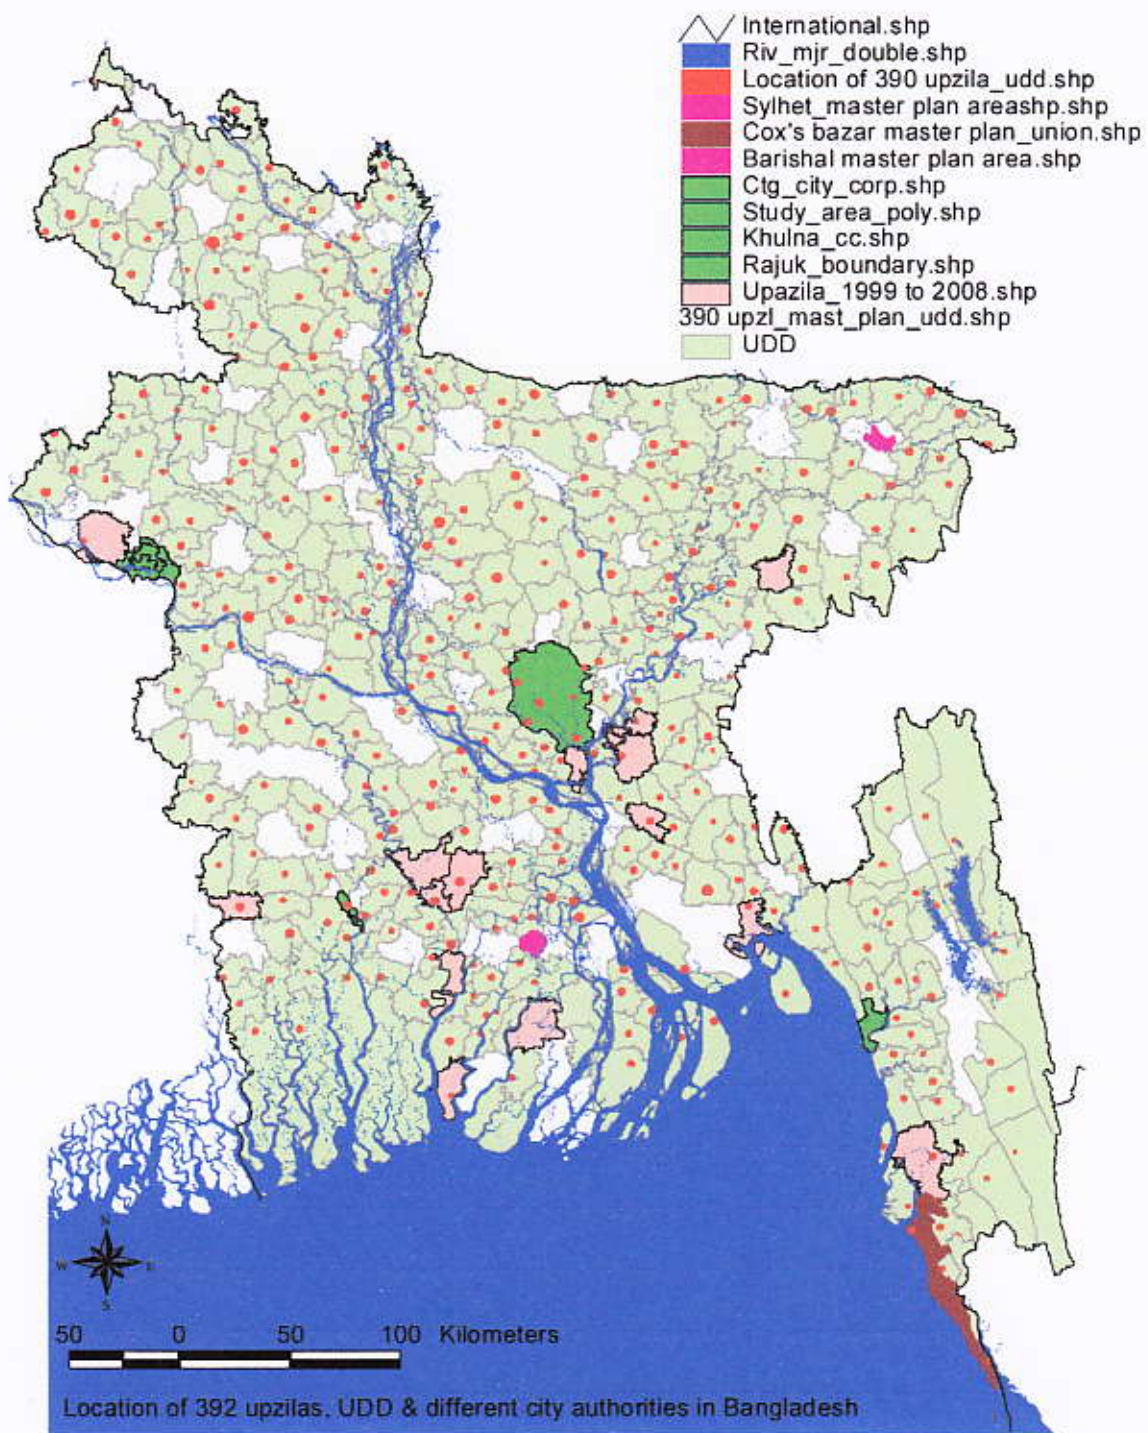 International.shp
Riv_mjr_double.shp
Location of 390 upzila_udd.shp
Sylhet_master plan areashp.shp
Cox's bazar master plan_union.shp
Barishal master plan area.shp
Ctg_city_corp.shp
Study_area_poly.shp
Khulna_cc.shp
Rajuk_boundary.shp
Upazila_1999 to 2008.shp
390 upzl_mast_plan_udd.shp
UDD
N
W E
S
50 0 50 100 Kilometers
Location of 392 upzilas, UDD & different city authorities in Bangladesh